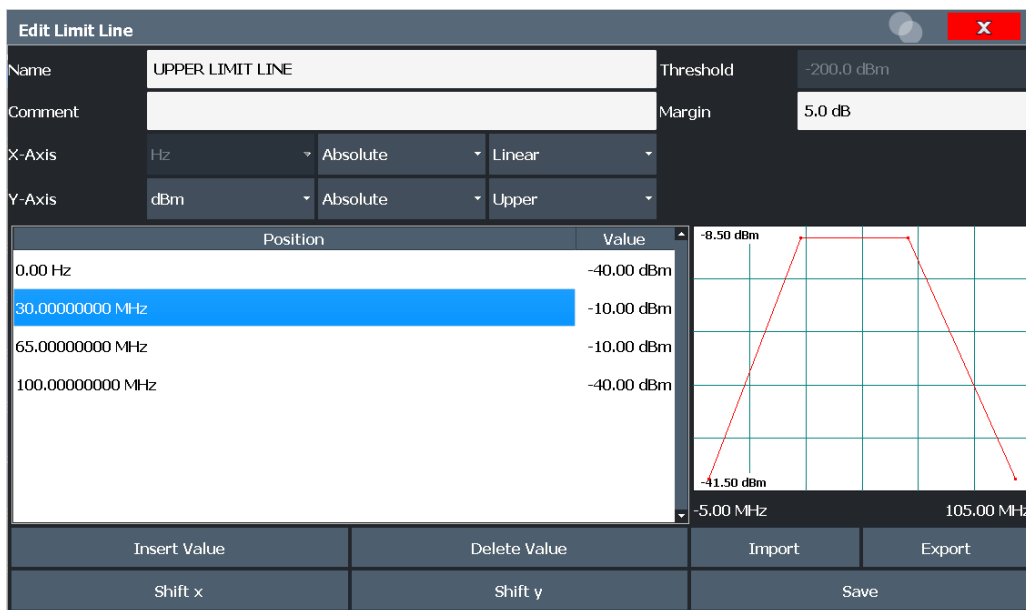 Edit Limit Line
X
Name UPPER LIMIT LINE Threshold -200.0 dBm
Comment Margin 5.0 dB
X-Axis Hz Absolute Linear
Y-Axis dBm Absolute Upper
Position Value
0.00 Hz -40.00 dBm
30.00000000 MHz -10.00 dBm
65.00000000 MHz -10.00 dBm
100.00000000 MHz -40.00 dBm
-8.50 dBm
-41.50 dBm
-5.00 MHz 105.00 MHz
Insert Value Delete Value Import Export
Shift x Shift y Save